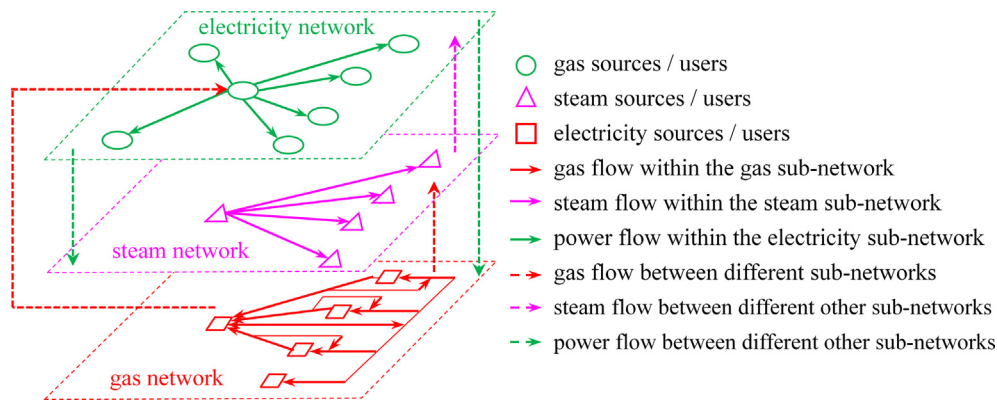 electricity network
steam network
gas network
gas sources / users
steam sources / users
electricity sources / users
gas flow within the gas sub-network
steam flow within the steam sub-network
power flow within the electricity sub-network
gas flow between different sub-networks
steam flow between different other sub-networks
power flow between different other sub-networks